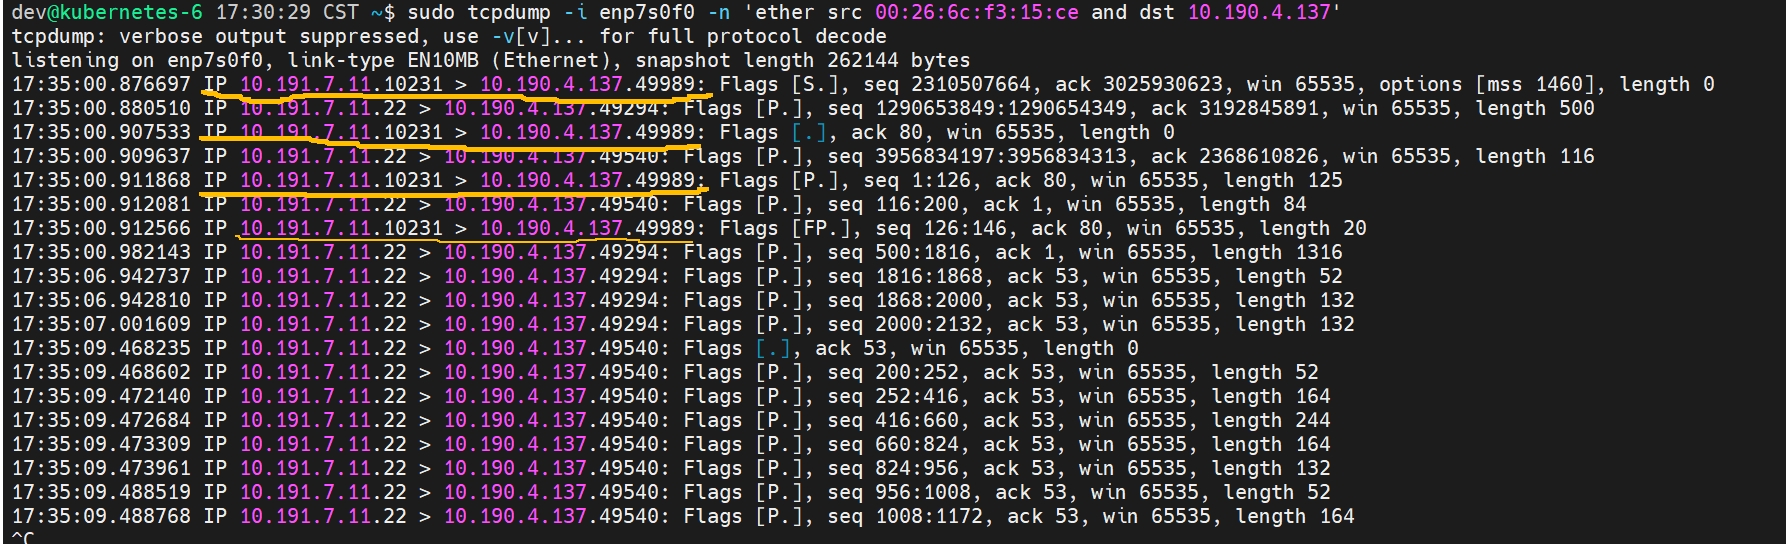 dev@kubernetes-6 17:30:29 CST ~$ sudo tcpdump -i enp7s0f0 -n 'ether src 00:26:6c:f3:15:ce and dst 10.190.4.137'
tcpdump: verbose output suppressed, use -v[v]... for full protocol decode
listening on enp7s0f0, link-type EN10MB (Ethernet), snapshot length 262144 bytes
17:35:00.876697 IP 10.191.7.11.10231 > 10.190.4.137.49989: Flags [S.], seq 2310507664, ack 3025930623, win 65535, options [mss 1460], length 0
17:35:00.880510 IP 10.191.7.11.22 > 10.190.4.137.49294: Flags [P.], seq 1290653849:1290654349, ack 3192845891, win 65535, length 500
17:35:00.907533 IP 10.191.7.11.10231 > 10.190.4.137.49989: Flags [.], ack 80, win 65535, length 0
17:35:00.909637 IP 10.191.7.11.22 > 10.190.4.137.49540: Flags [P.], seq 3956834197:3956834313, ack 2368610826, win 65535, length 116
17:35:00.911868 IP 10.191.7.11.10231 > 10.190.4.137.49989: Flags [P.], seq 1:126, ack 80, win 65535, length 125
17:35:00.912081 IP 10.191.7.11.22 > 10.190.4.137.49540: Flags [P.], seq 116:200, ack 1, win 65535, length 84
17:35:00.912566 IP 10.191.7.11.10231 > 10.190.4.137.49989: Flags [FP.], seq 126:146, ack 80, win 65535, length 20
17:35:00.982143 IP 10.191.7.11.22 > 10.190.4.137.49294: Flags [P.], seq 500:1816, ack 1, win 65535, length 1316
17:35:06.942737 IP 10.191.7.11.22 > 10.190.4.137.49294: Flags [P.], seq 1816:1868, ack 53, win 65535, length 52
17:35:06.942810 IP 10.191.7.11.22 > 10.190.4.137.49294: Flags [P.], seq 1868:2000, ack 53, win 65535, length 132
17:35:07.001609 IP 10.191.7.11.22 > 10.190.4.137.49294: Flags [P.], seq 2000:2132, ack 53, win 65535, length 132
17:35:09.468235 IP 10.191.7.11.22 > 10.190.4.137.49540: Flags [.], ack 53, win 65535, length 0
17:35:09.468602 IP 10.191.7.11.22 > 10.190.4.137.49540: Flags [P.], seq 200:252, ack 53, win 65535, length 52
17:35:09.472140 IP 10.191.7.11.22 > 10.190.4.137.49540: Flags [P.], seq 252:416, ack 53, win 65535, length 164
17:35:09.472684 IP 10.191.7.11.22 > 10.190.4.137.49540: Flags [P.], seq 416:660, ack 53, win 65535, length 244
17:35:09.473309 IP 10.191.7.11.22 > 10.190.4.137.49540: Flags [P.], seq 660:824, ack 53, win 65535, length 164
17:35:09.473961 IP 10.191.7.11.22 > 10.190.4.137.49540: Flags [P.], seq 824:956, ack 53, win 65535, length 132
17:35:09.488519 IP 10.191.7.11.22 > 10.190.4.137.49540: Flags [P.], seq 956:1008, ack 53, win 65535, length 52
17:35:09.488768 IP 10.191.7.11.22 > 10.190.4.137.49540: Flags [P.], seq 1008:1172, ack 53, win 65535, length 164
^C